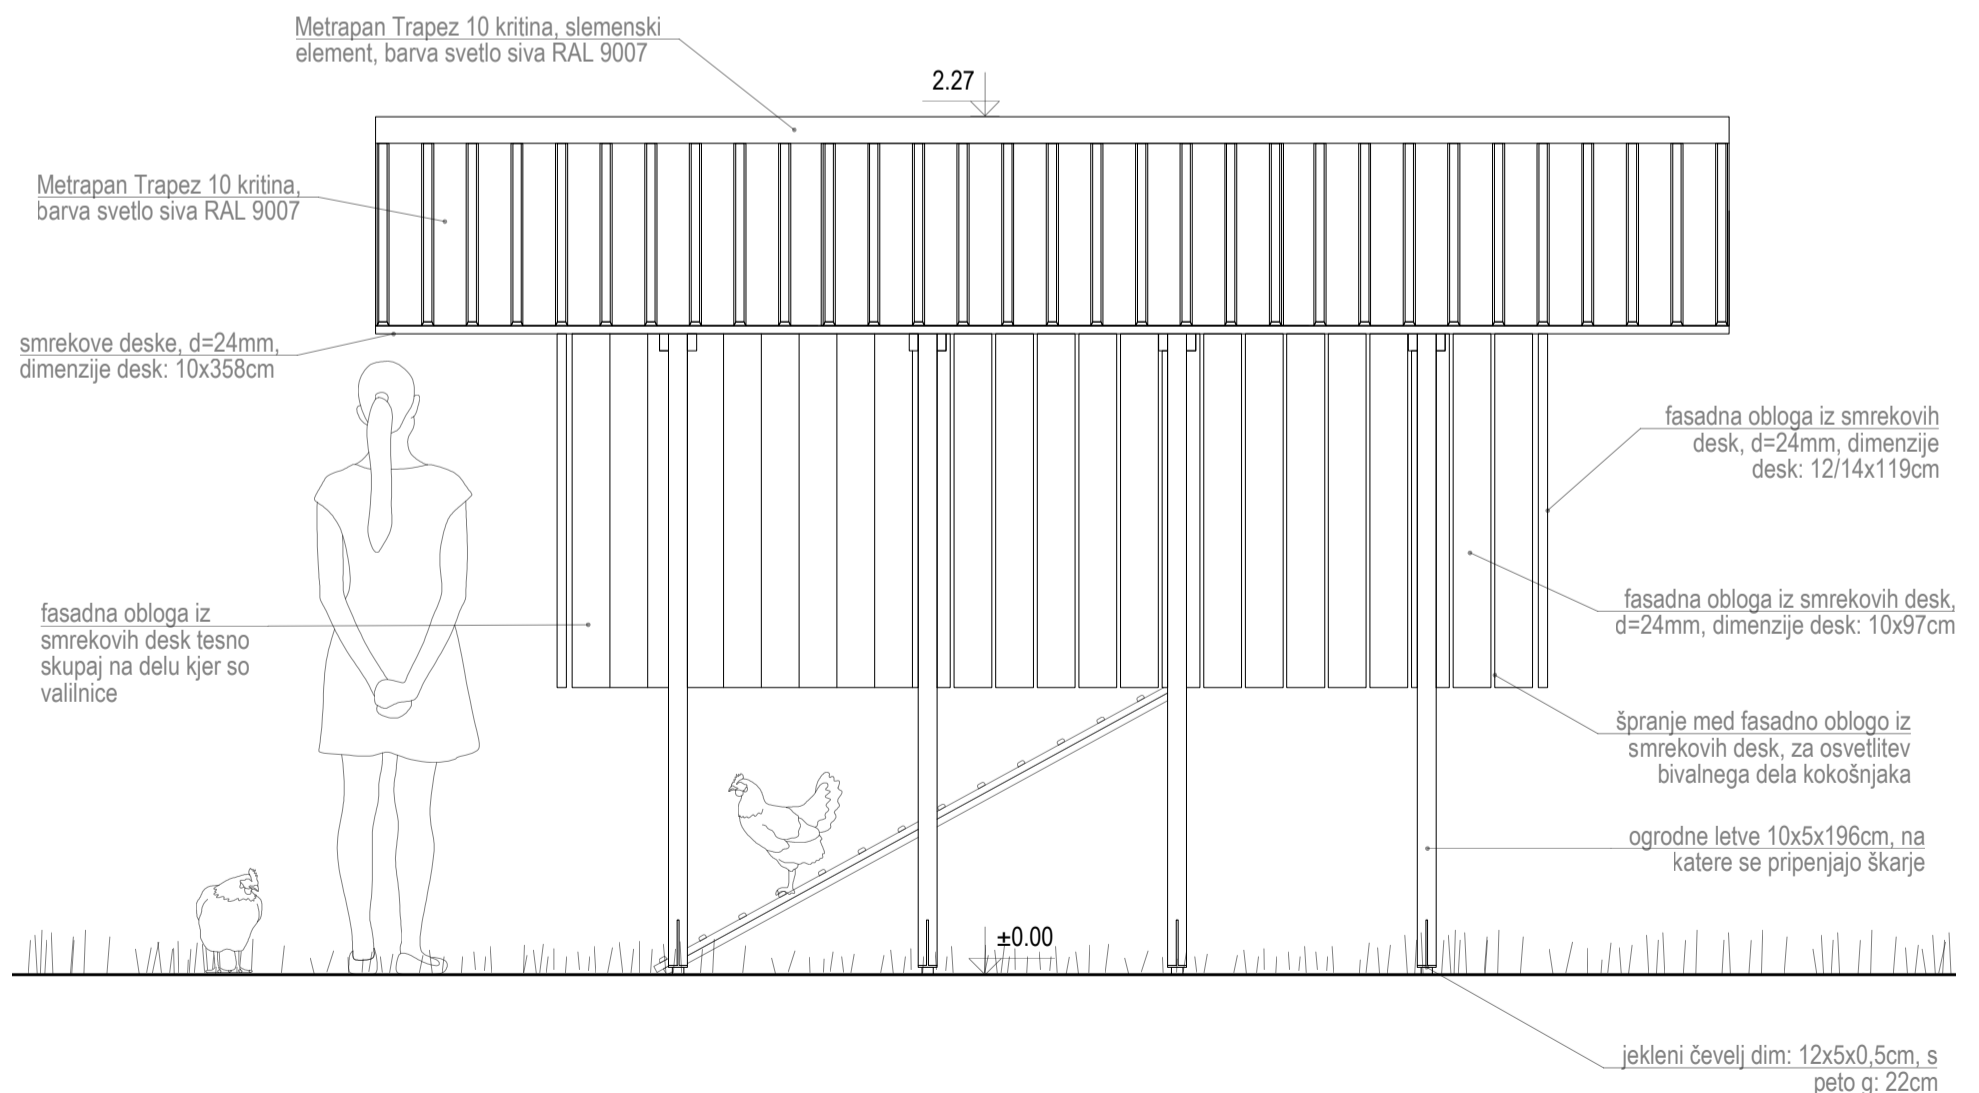 Metrapan Trapez 10 kritina, slemenski
element, barva svetlo siva RAL 9007
2.27
Metrapan Trapez 10 kritina,
barva svetlo siva RAL 9007
smrekove deske, d=24mm,
dimenzije desk: 10x358cm
fasadna obloga iz smrekovih
desk, d=24mm, dimenzije
desk: 12/14x119cm
fasadna obloga iz
smrekovih desk tesno
skupaj na delu kjer so
valilnice
fasadna obloga iz smrekovih desk,
d=24mm, dimenzije desk: 10x97cm
špranje med fasadno oblogo iz
smrekovih desk, za osvetlitev
bivalnega dela kokošnjaka
ogrodne letve 10x5x196cm, na
katere se pripenjajo škarje
±0.00
jekleni čevelj dim: 12x5x0,5cm, s
peto g: 22cm